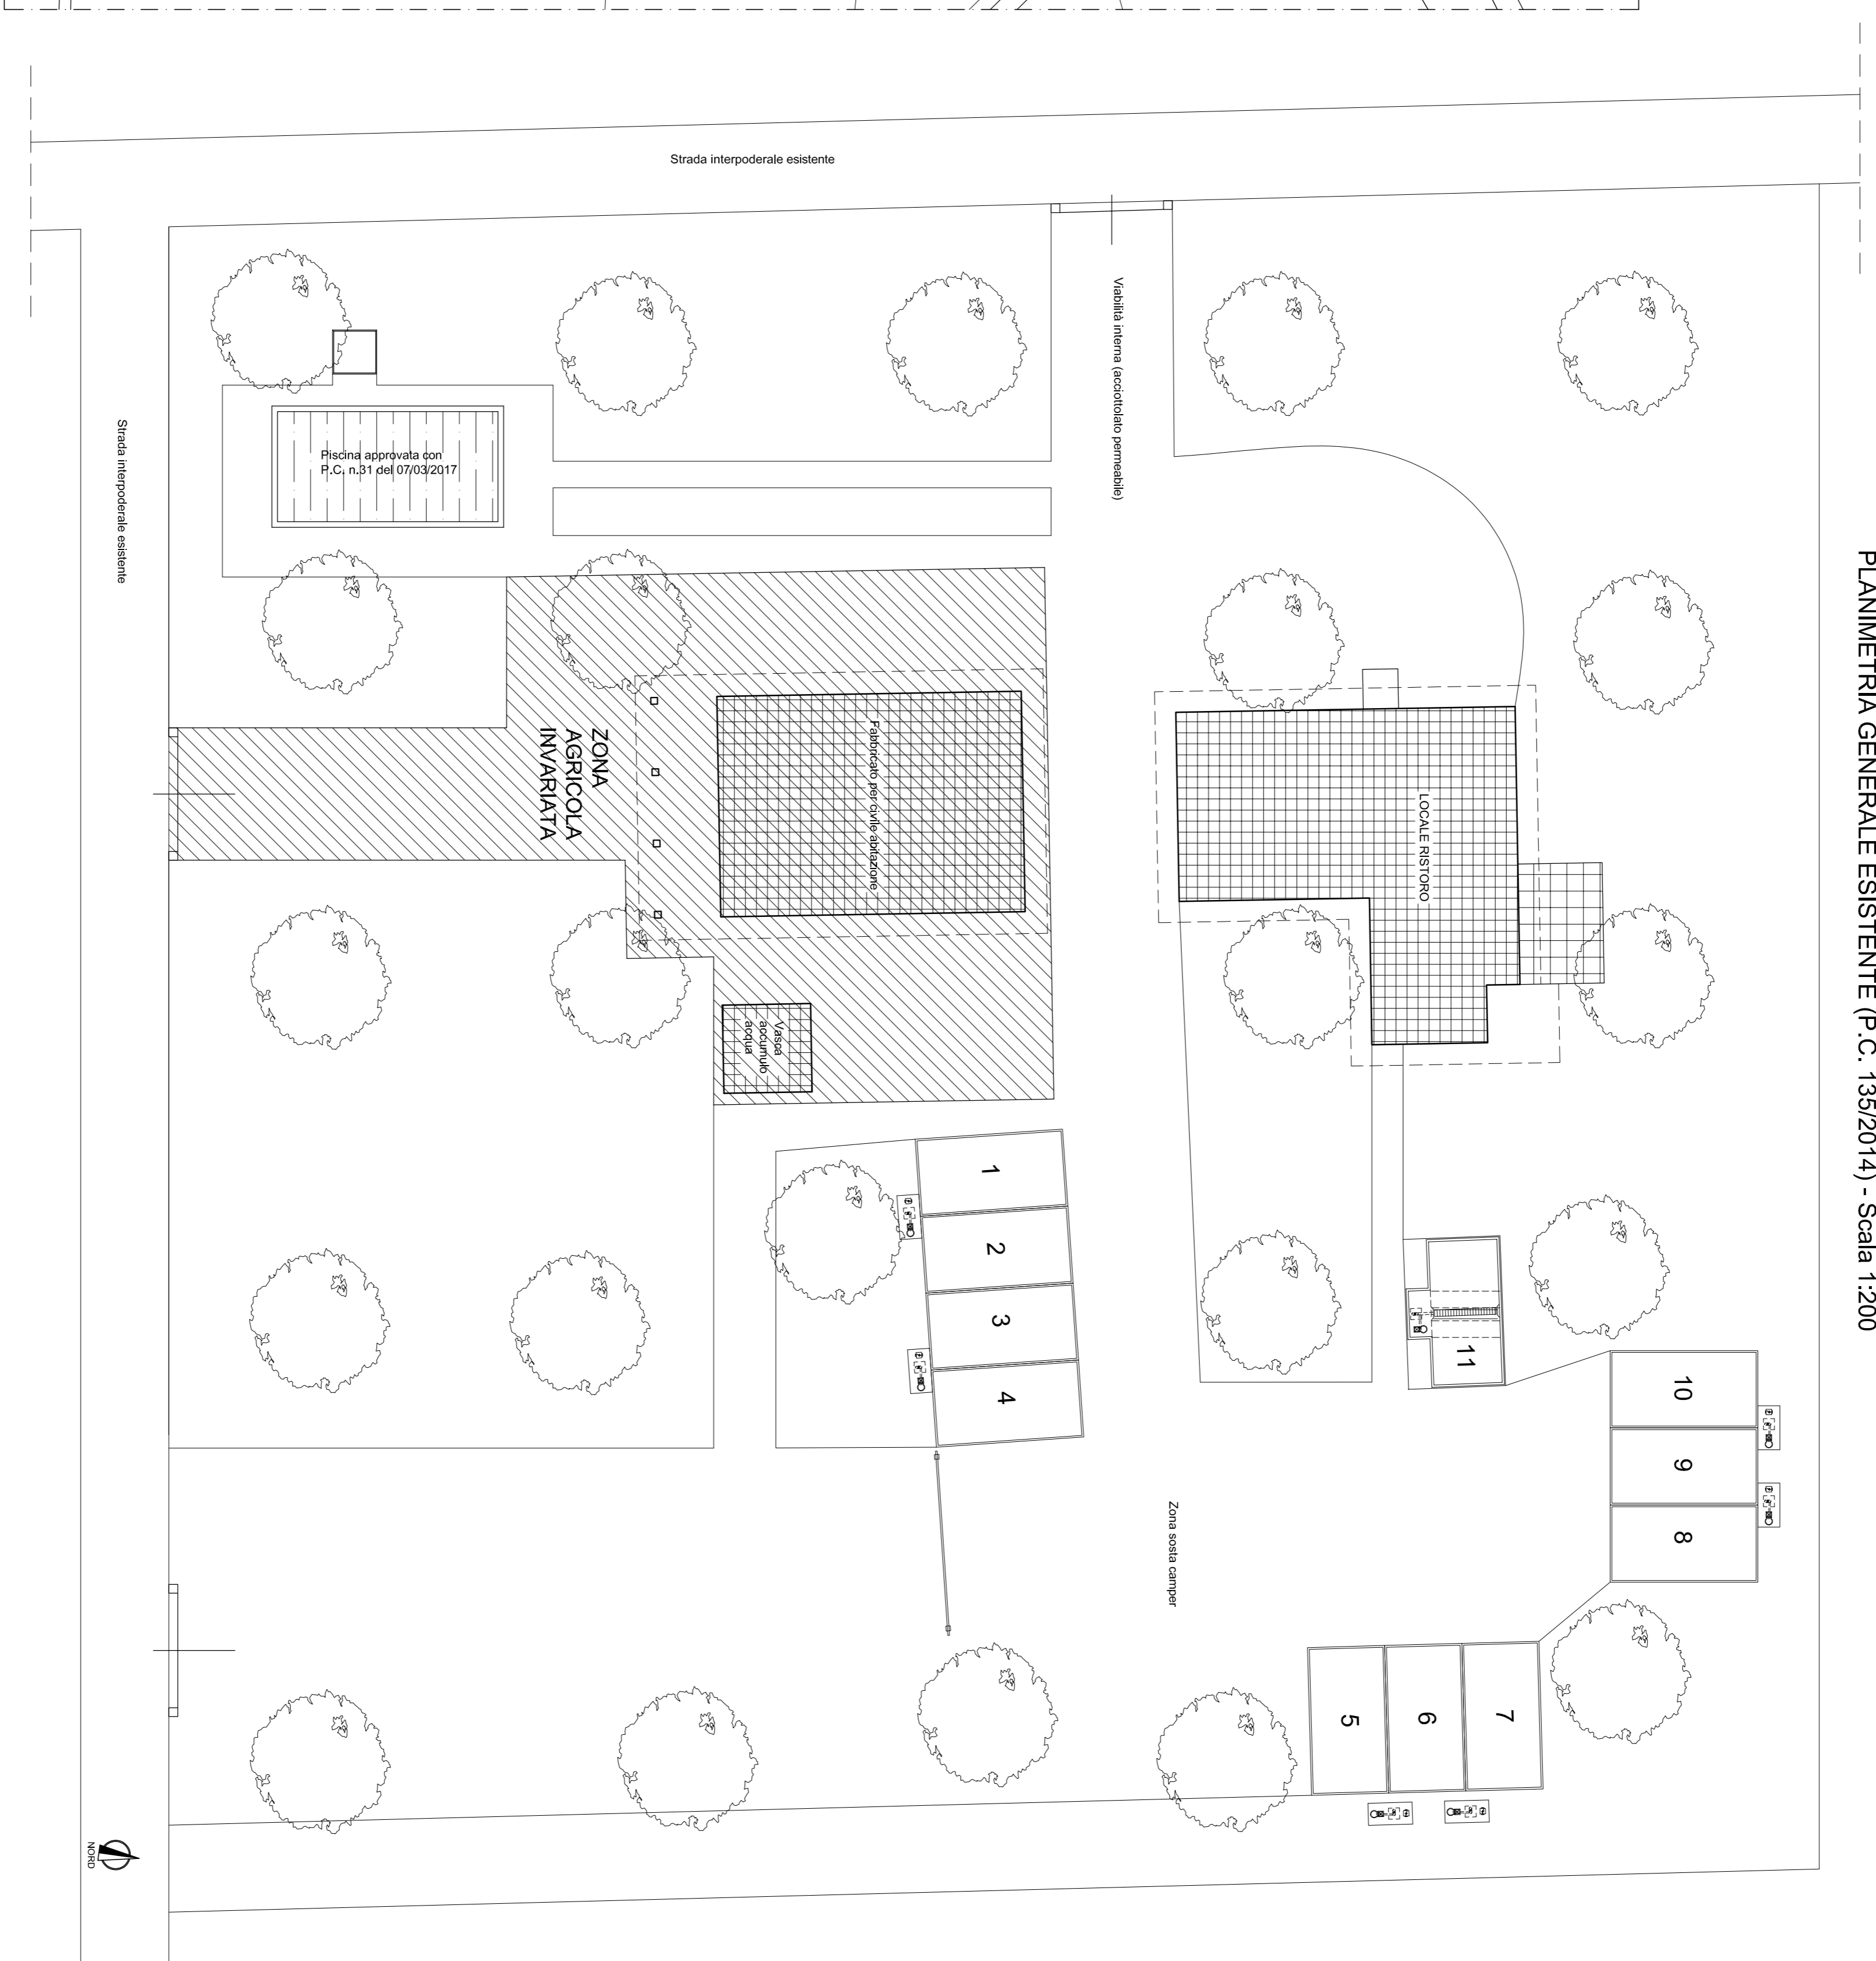 PLANIMETRIA GENERALE ESISTENTE (P.C. 135/2014) - Scala 1:200
Strada interpoderale esistente
Viabilità interna (acciottolato permeabile)
Strada interpoderale esistente
Piscina approvata con
P.C. n.31 del 07/03/2017
ZONA
AGRICOLA
INVARIATA
Fabbricato per civile abitazione
LOCALE RISTORO
Vasca
accumulo
acqua
1
2
3
4
11
10
9
8
Zona sosta camper
5
6
7
NORD